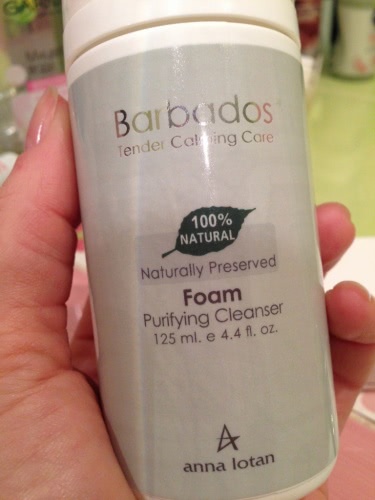 Barbados
Tender Calming Care
100%
NATURAL
Naturally Preserved
Foam
Purifying Cleanser
125 ml. e 4.4 fl. oz.
anna lotan